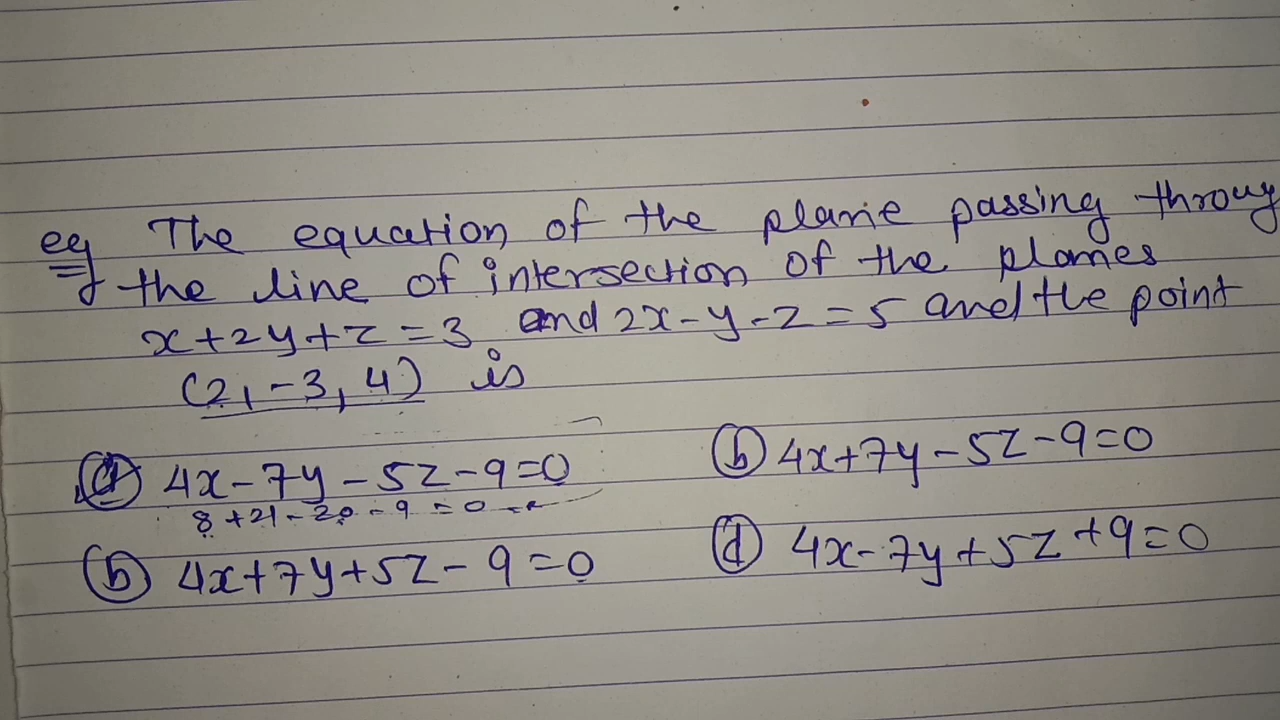 eg The equation of the plane passing throug
the line of intersection of the planes
x+2y+z=3 and 2x-y-z=5 and the point
(2,-3,4) is
(a) 4x-7y-5z-9=0 (b) 4x+7y-5z-9=0
8+21-20-9=0
(b) 4x+7y+5z-9=0 (d) 4x-7y+5z+9=0